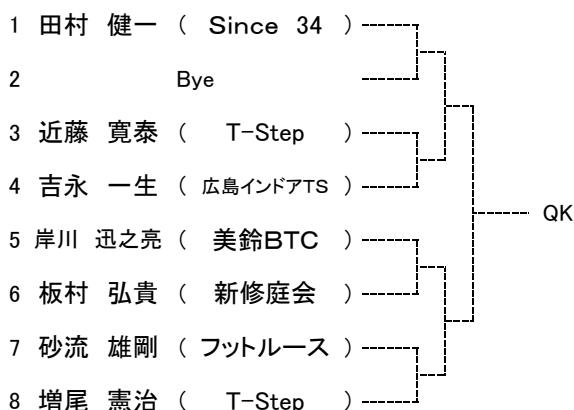 1 田村 健一 ( Since 34 )
2 Bye
3 近藤 寛泰 ( T-Step )
4 吉永 一生 ( 広島インドアTS )
QK
5 岸川 迅之亮 ( 美鈴BTC )
6 板村 弘貴 ( 新修庭会 )
7 砂流 雄剛 ( フットルース )
8 増尾 憲治 ( T-Step )